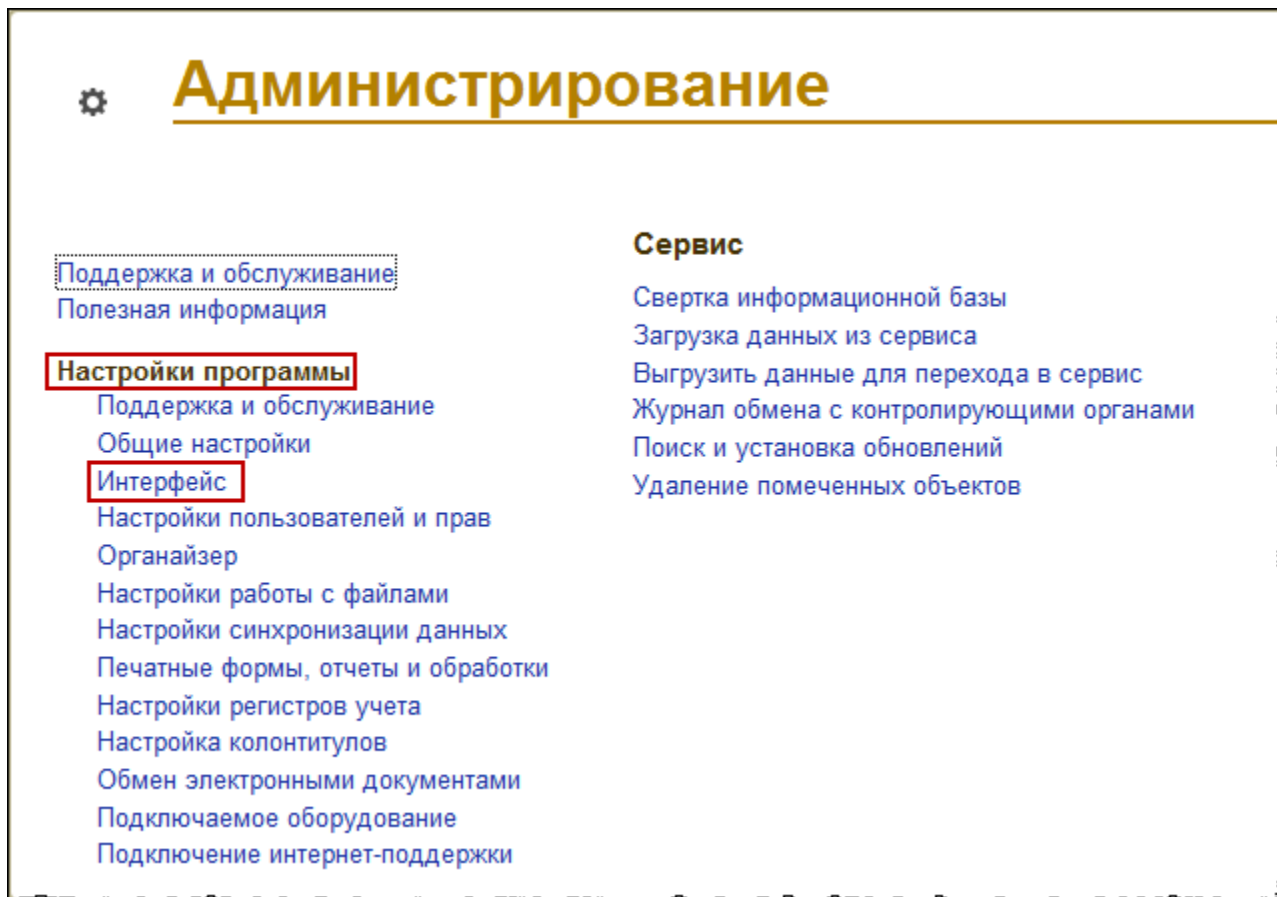 Администрирование
Поддержка и обслуживание
Полезная информация
Настройки программы
Поддержка и обслуживание
Общие настройки
Интерфейс
Настройки пользователей и прав
Органайзер
Настройки работы с файлами
Настройки синхронизации данных
Печатные формы, отчеты и обработки
Настройки регистров учета
Настройка колонтитулов
Обмен электронными документами
Подключаемое оборудование
Подключение интернет-поддержки
Сервис
Свертка информационной базы
Загрузка данных из сервиса
Выгрузить данные для перехода в сервис
Журнал обмена с контролирующими органами
Поиск и установка обновлений
Удаление помеченных объектов